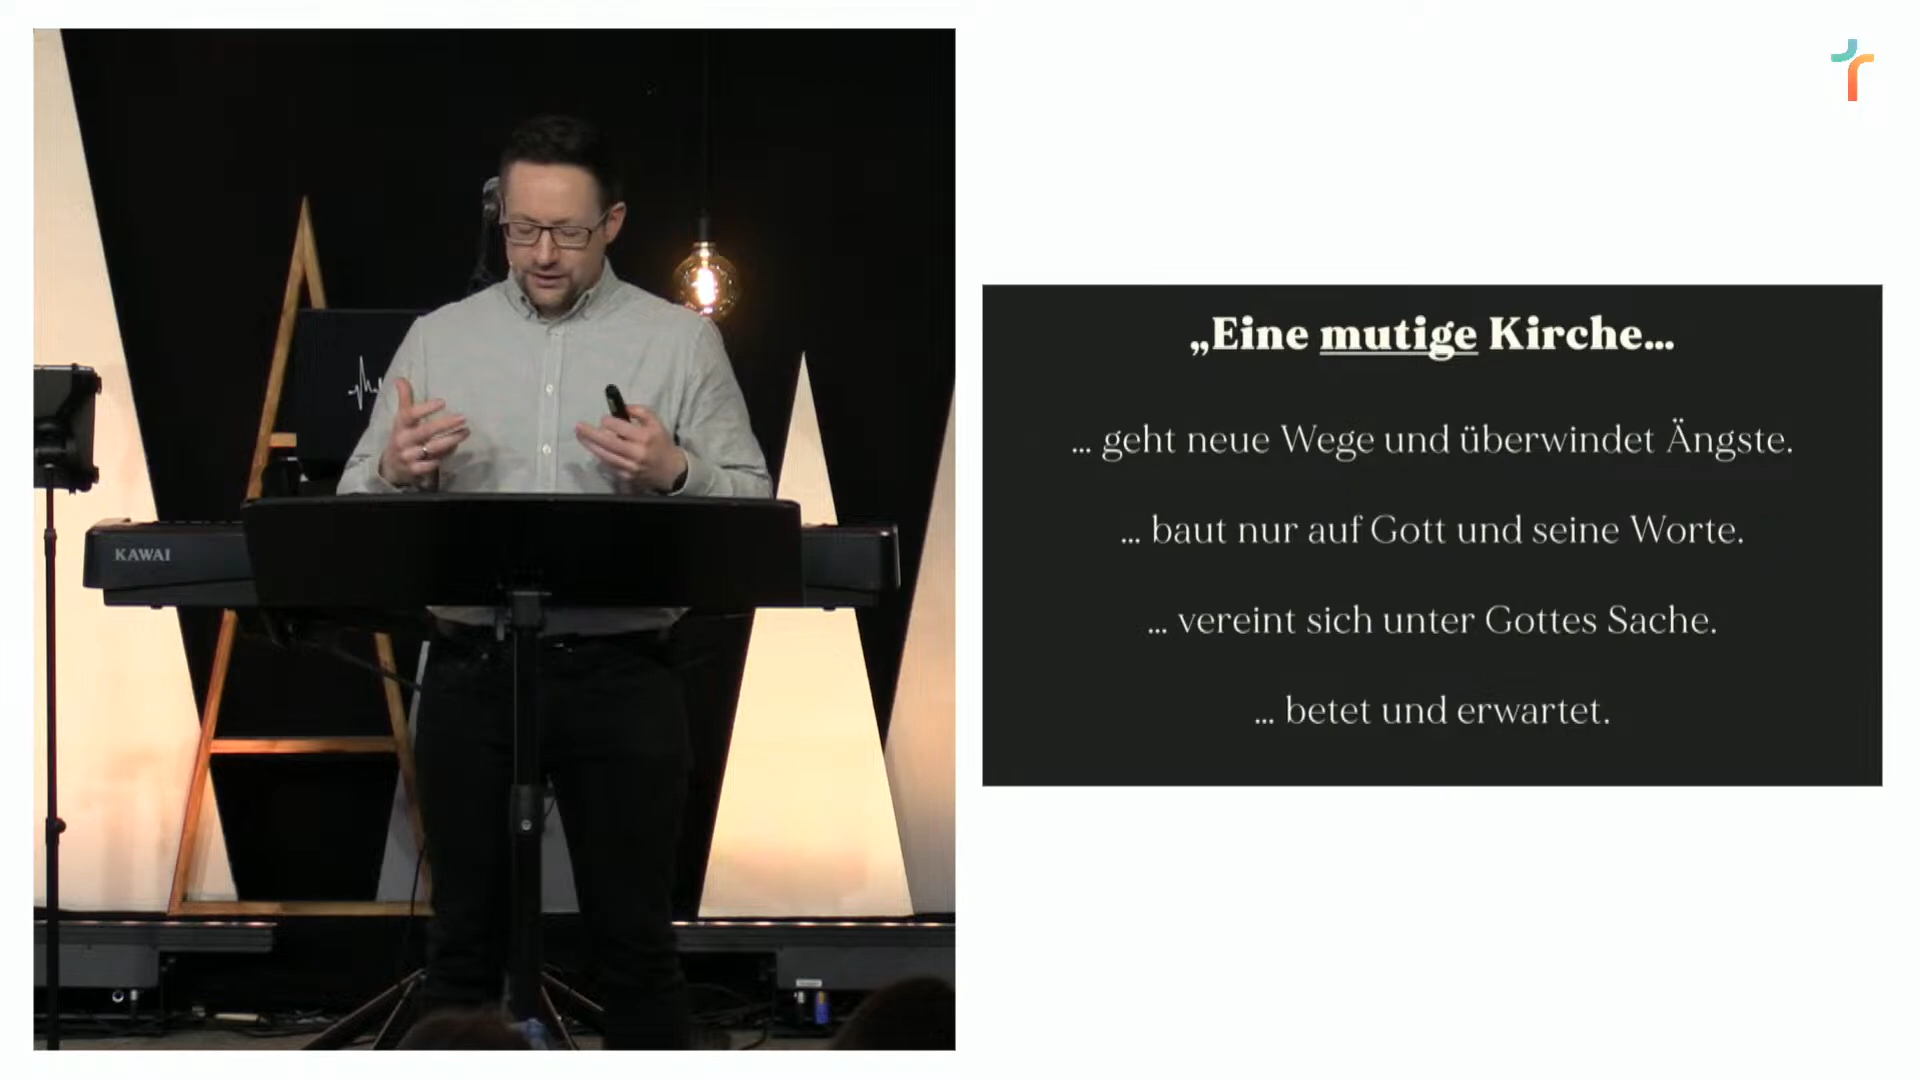 KAWAI
„Eine mutige Kirche...
... geht neue Wege und überwindet Ängste.
... baut nur auf Gott und seine Worte.
... vereint sich unter Gottes Sache.
... betet und erwartet.